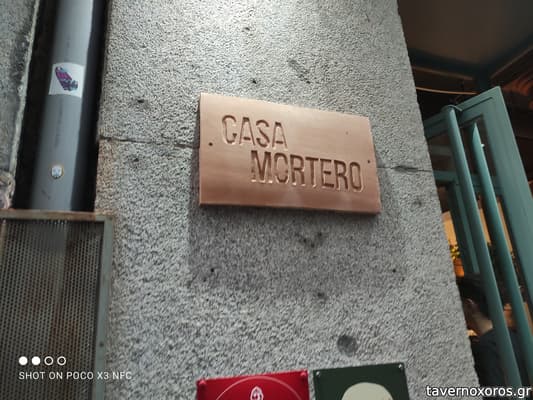 CASA
MORTERO
SHOT ON POCO X3 NFC
tavernoxoros.gr